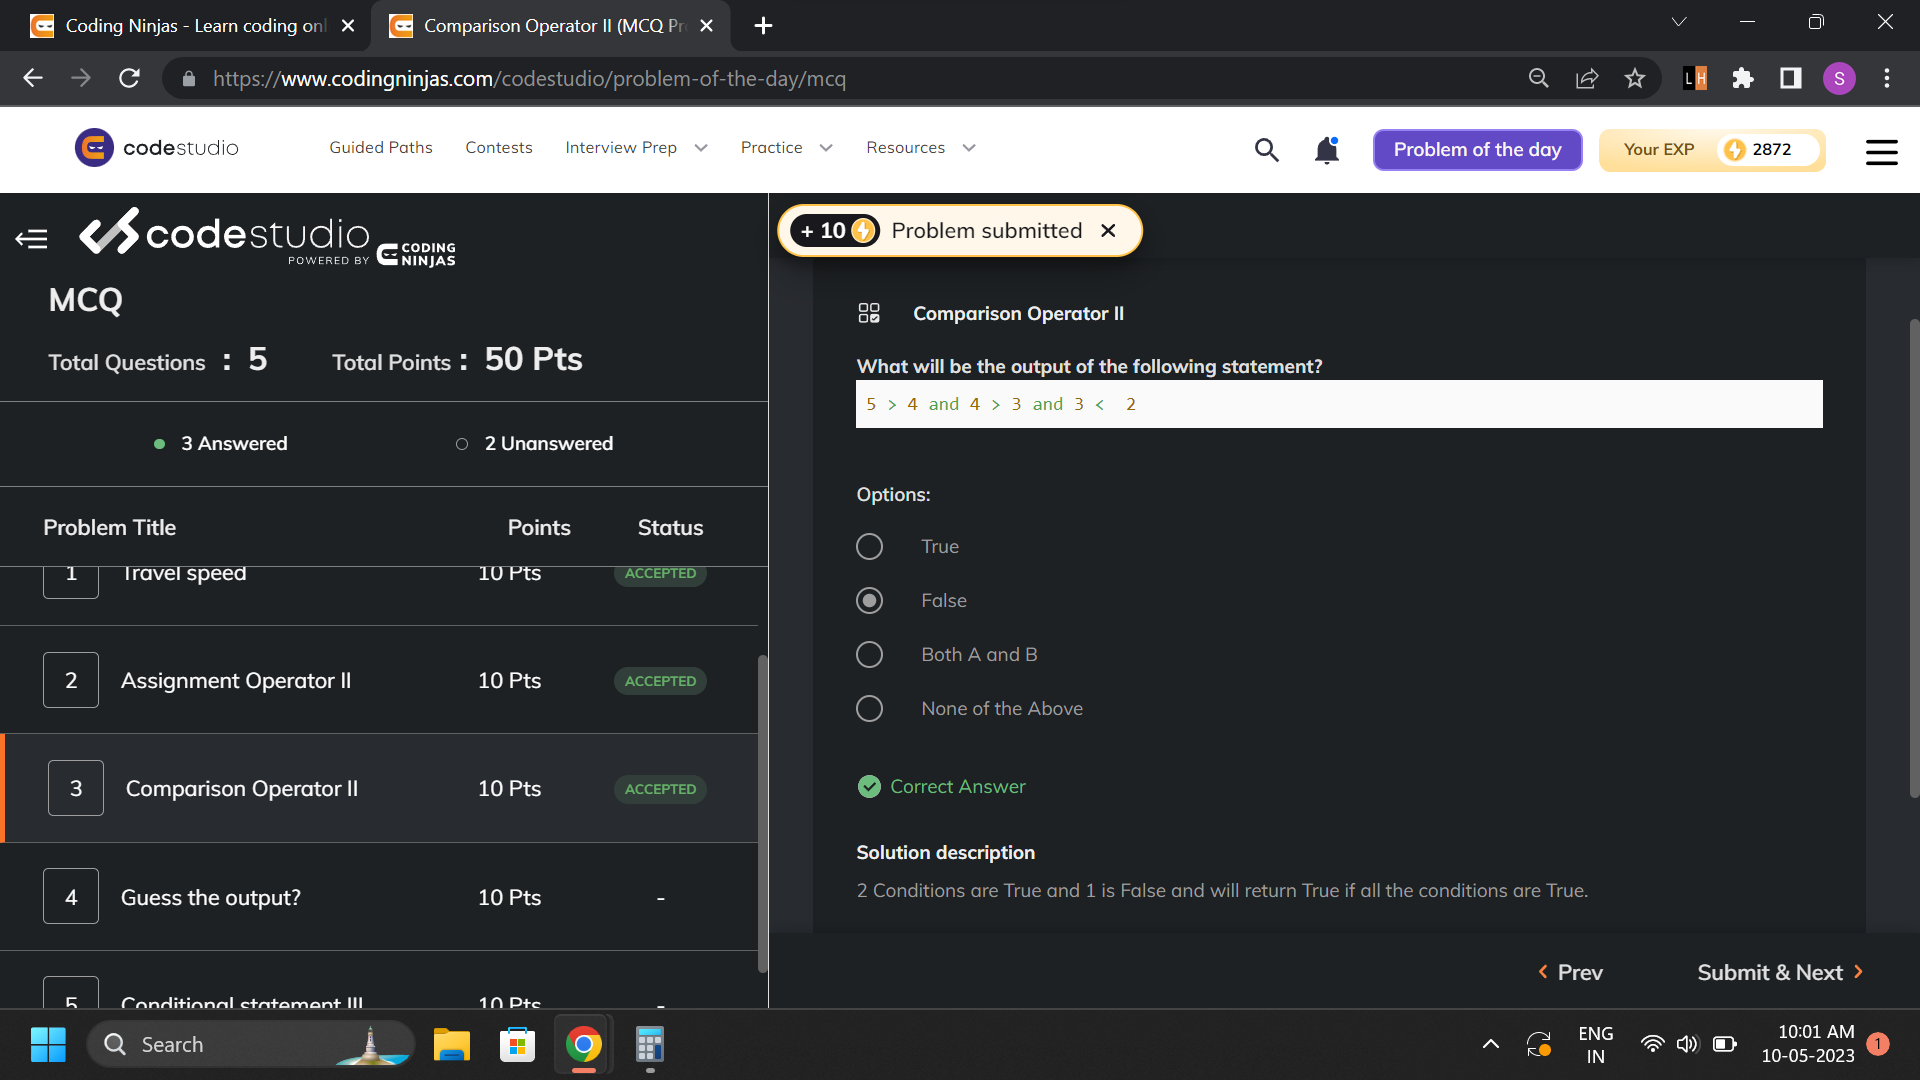 Coding Ninjas - Learn coding onl
Comparison Operator II (MCQ Pr
https://www.codingninjas.com/codestudio/problem-of-the-day/mcq
LH
S
codestudio
Guided Paths
Contests
Interview Prep
Practice
Resources
Problem of the day
Your EXP
2872
codestudio
POWERED BY CODING NINJAS
+ 10
Problem submitted
MCQ
Total Questions : 5
Total Points : 50 Pts
3 Answered
2 Unanswered
Problem Title
Points
Status
1
Travel speed
10 Pts
ACCEPTED
2
Assignment Operator II
10 Pts
ACCEPTED
3
Comparison Operator II
10 Pts
ACCEPTED
4
Guess the output?
10 Pts
-
5
Conditional statement III
10 Pts
-
Comparison Operator II
What will be the output of the following statement?
5 > 4 and 4 > 3 and 3 <  2
Options:
True
False
Both A and B
None of the Above
Correct Answer
Solution description
2 Conditions are True and 1 is False and will return True if all the conditions are True.
Prev
Submit & Next
Search
ENG
IN
10:01 AM
10-05-2023
1